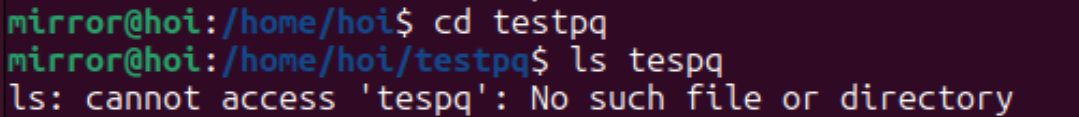 mirror@hoi:/home/hoi$ cd testpq
mirror@hoi:/home/hoi/testpq$ ls tespq
ls: cannot access 'tespq': No such file or directory